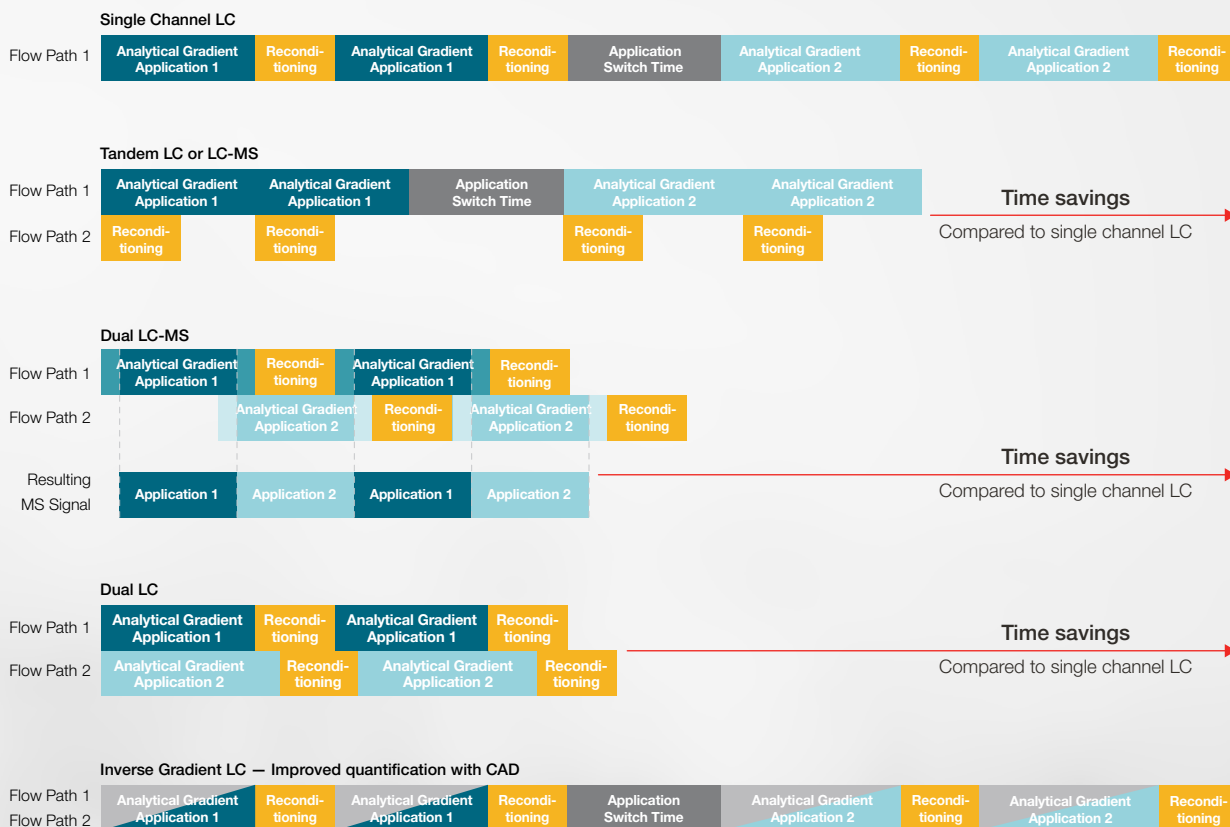 Single Channel LC
Flow Path 1
Analytical Gradient
Application 1
Recondi-
tioning
Analytical Gradient
Application 1
Recondi-
tioning
Application
Switch Time
Analytical Gradient
Application 2
Recondi-
tioning
Analytical Gradient
Application 2
Recondi-
tioning
Tandem LC or LC-MS
Flow Path 1
Analytical Gradient
Application 1
Analytical Gradient
Application 1
Application
Switch Time
Analytical Gradient
Application 2
Analytical Gradient
Application 2
Flow Path 2
Recondi-
tioning
Recondi-
tioning
Recondi-
tioning
Recondi-
tioning
Time savings
Compared to single channel LC
Dual LC-MS
Flow Path 1
Analytical Gradient
Application 1
Recondi-
tioning
Analytical Gradient
Application 1
Recondi-
tioning
Flow Path 2
Analytical Gradient
Application 2
Recondi-
tioning
Analytical Gradient
Application 2
Recondi-
tioning
Resulting
MS Signal
Application 1
Application 2
Application 1
Application 2
Time savings
Compared to single channel LC
Dual LC
Flow Path 1
Analytical Gradient
Application 1
Recondi-
tioning
Analytical Gradient
Application 1
Recondi-
tioning
Flow Path 2
Analytical Gradient
Application 2
Recondi-
tioning
Analytical Gradient
Application 2
Recondi-
tioning
Time savings
Compared to single channel LC
Inverse Gradient LC — Improved quantification with CAD
Flow Path 1
Flow Path 2
Analytical Gradient
Application 1
Recondi-
tioning
Analytical Gradient
Application 1
Recondi-
tioning
Application
Switch Time
Analytical Gradient
Application 2
Recondi-
tioning
Analytical Gradient
Application 2
Recondi-
tioning